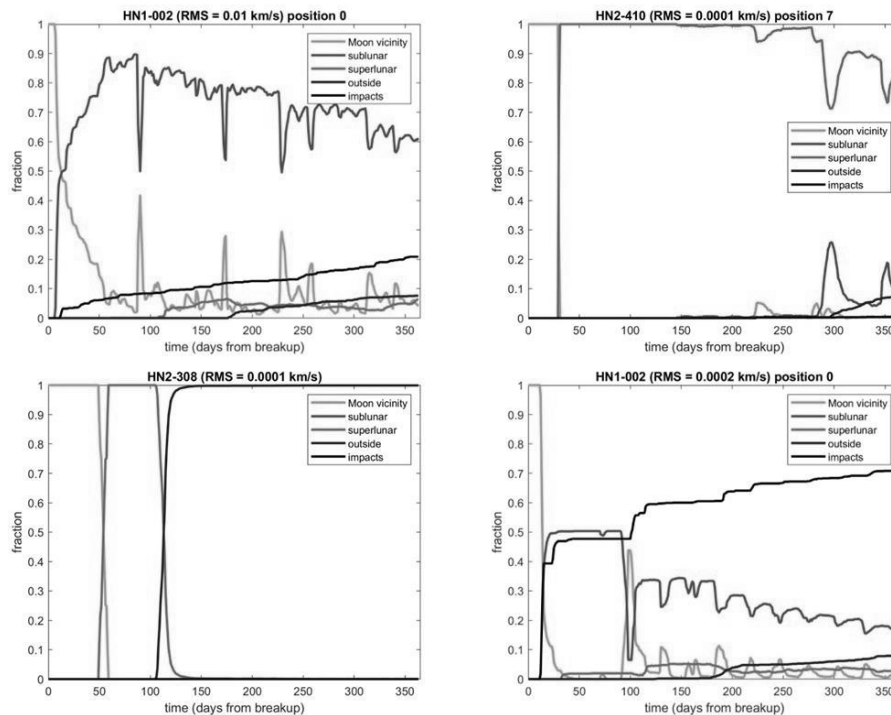 HN1-002 (RMS = 0.01 km/s) position 0
1
0.9
0.8
0.7
0.6
0.5
0.4
0.3
0.2
0.1
0
fraction
Moon vicinity
sublunar
superlunar
outside
impacts
0 50 100 150 200 250 300 350
time (days from breakup)
HN2-410 (RMS = 0.0001 km/s) position 7
1
0.9
0.8
0.7
0.6
0.5
0.4
0.3
0.2
0.1
0
fraction
Moon vicinity
sublunar
superlunar
outside
impacts
0 50 100 150 200 250 300 350
time (days from breakup)
HN2-308 (RMS = 0.0001 km/s)
1
0.9
0.8
0.7
0.6
0.5
0.4
0.3
0.2
0.1
0
fraction
Moon vicinity
sublunar
superlunar
outside
impacts
0 50 100 150 200 250 300 350
time (days from breakup)
HN1-002 (RMS = 0.0002 km/s) position 0
1
0.9
0.8
0.7
0.6
0.5
0.4
0.3
0.2
0.1
0
fraction
Moon vicinity
sublunar
superlunar
outside
impacts
0 50 100 150 200 250 300 350
time (days from breakup)